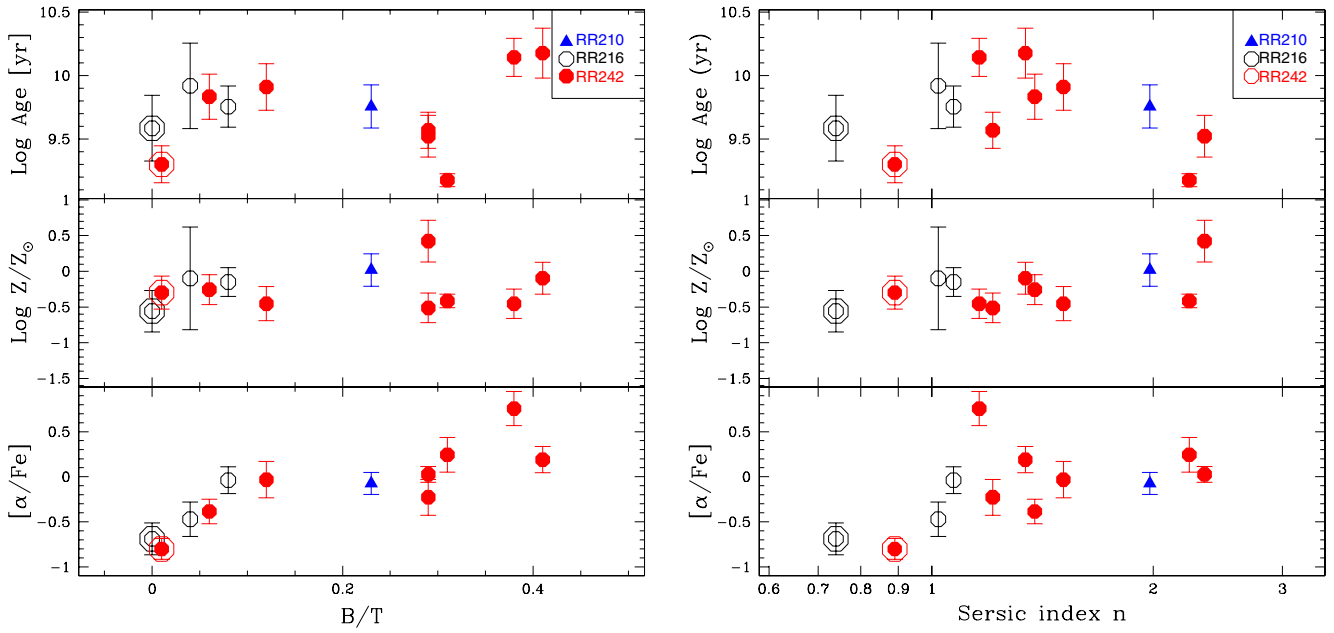 10.5
10
9.5
9
Log Age [yr]
RR210
RR216
RR242
1
0.5
0
−0.5
−1
−1.5
Log Z/Z⊙
0.5
0
−0.5
−1
[α/Fe]
0 0.2 0.4
B/T
10.5
10
9.5
9
Log Age (yr)
RR210
RR216
RR242
1
0.5
0
−0.5
−1
−1.5
Log Z/Z⊙
0.5
0
−0.5
−1
[α/Fe]
0.6 0.7 0.8 0.9 1 2 3
Sersic index n